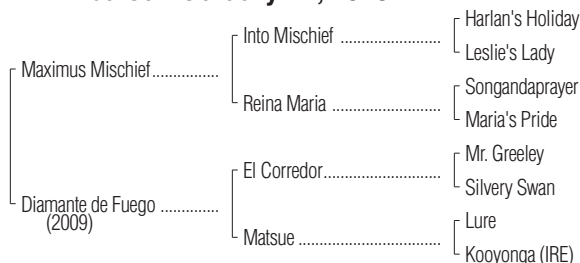 Maximus Mischief...............
Diamante de Fuego .............
(2009)
Into Mischief ......................
Reina Maria ........................
El Corredor..........................
Matsue ................................
Harlan's Holiday
Leslie's Lady
Songandaprayer
Maria's Pride
Mr. Greeley
Silvery Swan
Lure
Kooyonga (IRE)